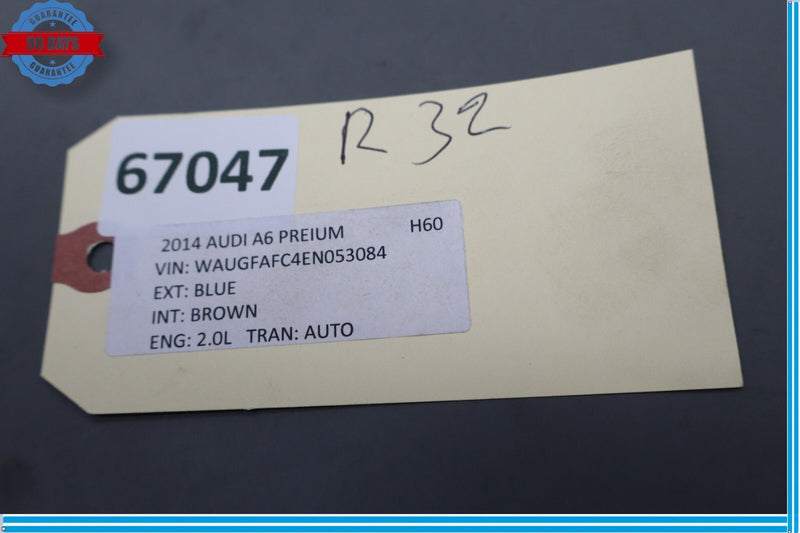 GUARANTEE
90 DAYS
GUARANTEE
R 32
67047
2014 AUDI A6 PREIUM H60
VIN: WAUGFAFC4EN053084
EXT: BLUE
INT: BROWN
ENG: 2.0L TRAN: AUTO